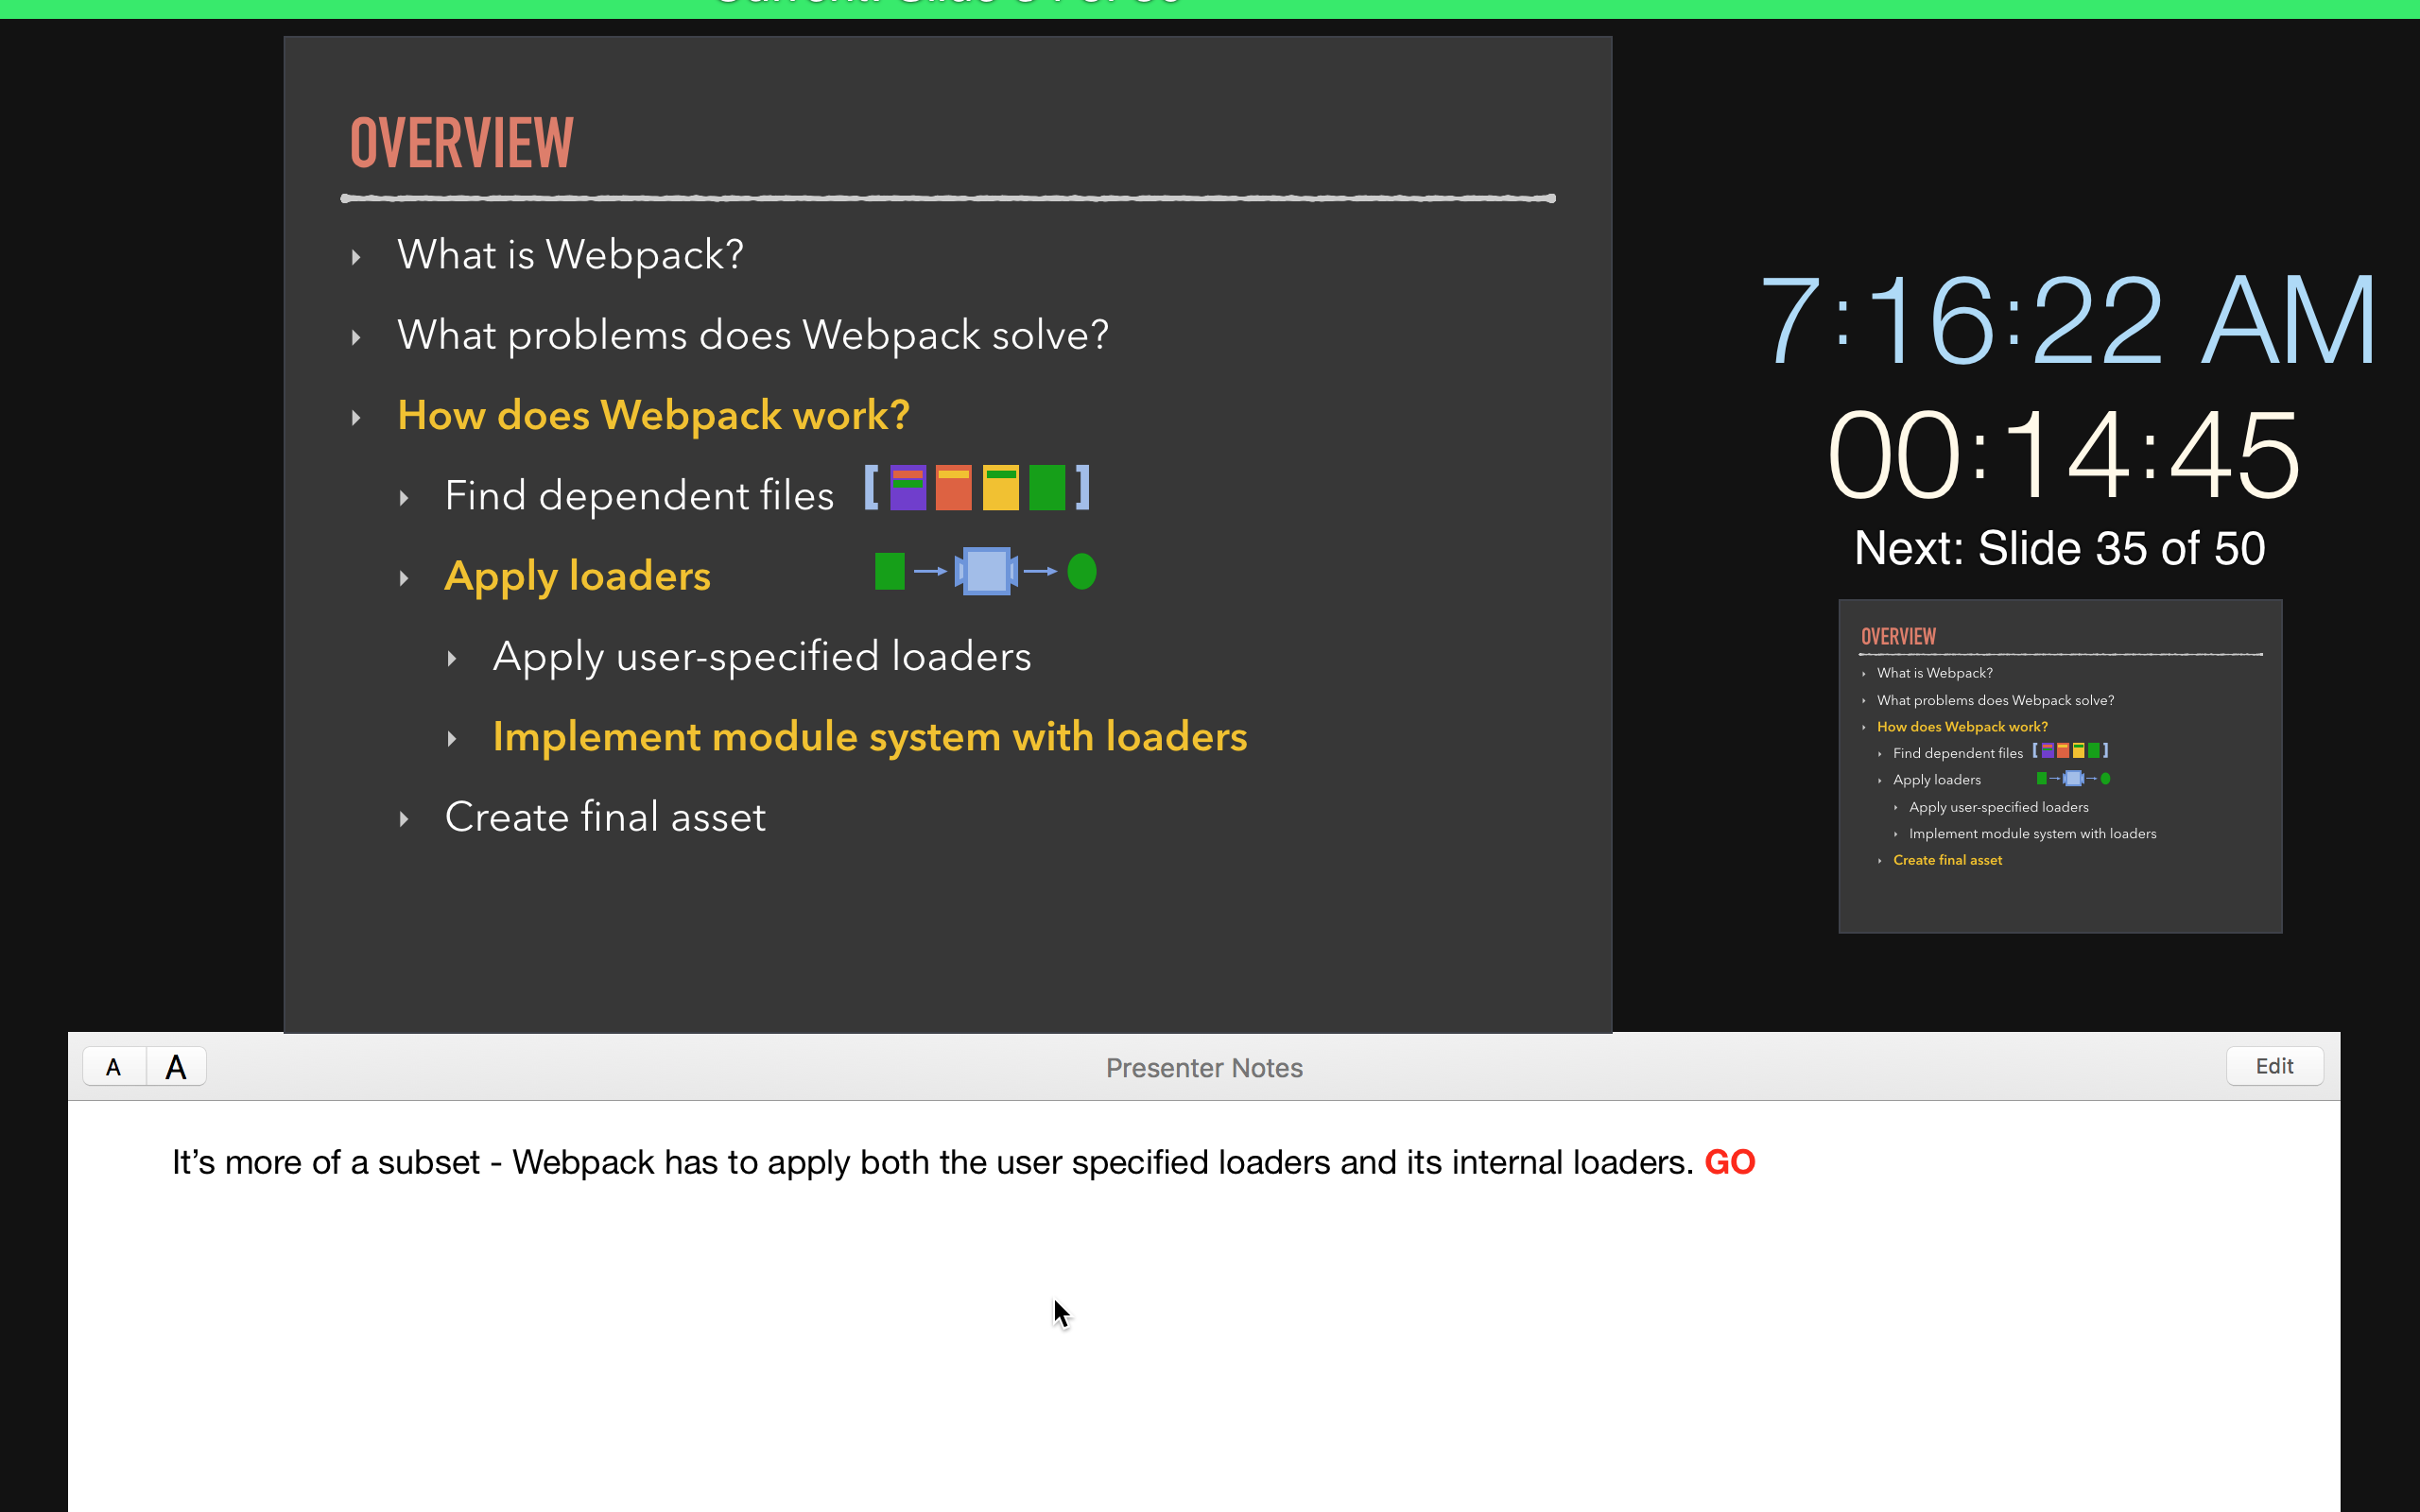 OVERVIEW
What is Webpack?
What problems does Webpack solve?
How does Webpack work?
Find dependent files
Apply loaders
Apply user-specified loaders
Implement module system with loaders
Create final asset
7:16:22 AM
00:14:45
Next: Slide 35 of 50
OVERVIEW
What is Webpack?
What problems does Webpack solve?
How does Webpack work?
Find dependent files
Apply loaders
Apply user-specified loaders
Implement module system with loaders
Create final asset
A A Presenter Notes Edit
It’s more of a subset - Webpack has to apply both the user specified loaders and its internal loaders. GO